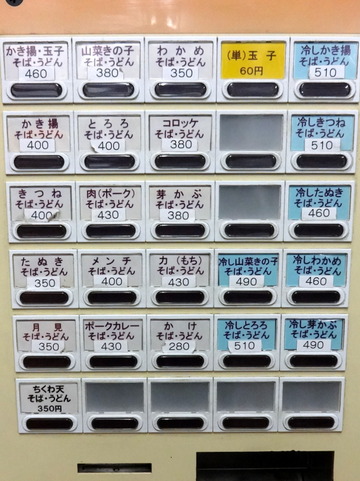 かき揚・玉子
そば・うどん
460
山菜きの子
そば・うどん
380
わかめ
そば・うどん
350
(単)玉子
60円
冷しかき揚
そば・うどん
510
かき揚
そば・うどん
400
とろろ
そば・うどん
400
コロッケ
そば・うどん
380
冷しきつね
そば・うどん
510
きつね
そば・うどん
400
肉(ポーク)
そば・うどん
430
芽かぶ
そば・うどん
380
冷したぬき
そば・うどん
460
たぬき
そば・うどん
350
メンチ
そば・うどん
400
力(もち)
そば・うどん
430
冷し山菜きの子
そば・うどん
490
冷しわかめ
そば・うどん
460
月見
そば・うどん
350
ポークカレー
そば・うどん
430
かけ
そば・うどん
280
冷しとろろ
そば・うどん
510
冷し芽かぶ
そば・うどん
490
ちくわ天
そば・うどん
350円